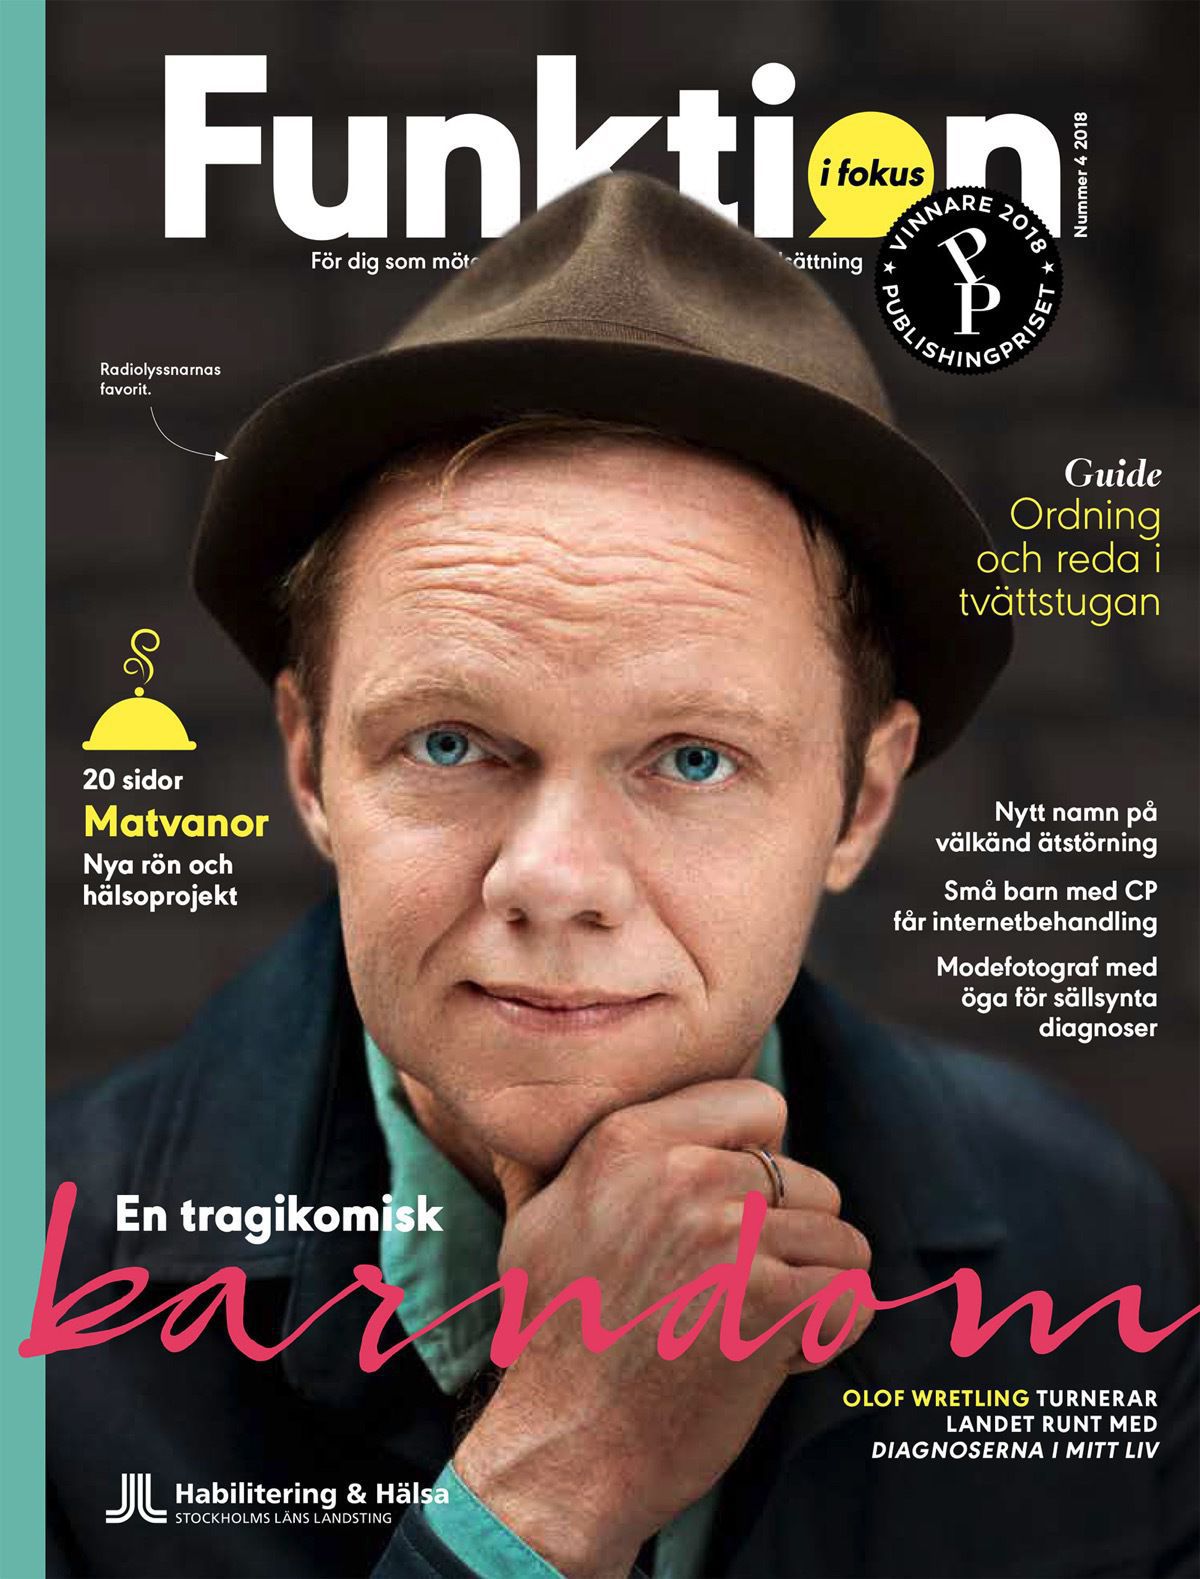 Funktion
i fokus
Nummer 4 2018
För dig som möte
sättning
VINNARE 2018
PP
PUBLISHINGPRISET
Radiolyssnarnas
favorit.
Guide
Ordning
och reda i
tvättstugan
20 sidor
Matvanor
Nya rön och
hälsoprojekt
Nytt namn på
välkänd ätstörning
Små barn med CP
får internetbehandling
Modefotograf med
öga för sällsynta
diagnoser
En tragikomisk
barndom
OLOF WRETLING TURNERAR
LANDET RUNT MED
DIAGNOSERNA I MITT LIV
Habilitering & Hälsa
STOCKHOLMS LÄNS LANDSTING